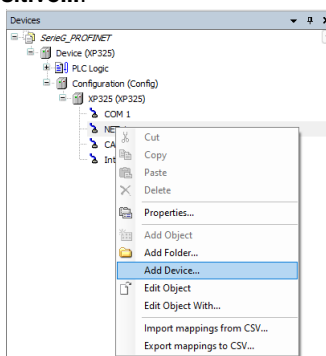 Devices
SerieG_PROFINET
Device (XP325)
PLC Logic
Configuration (Config)
XP325 (XP325)
COM 1
NET
CA
Int
Cut
Copy
Paste
Delete
Properties...
Add Object
Add Folder...
Add Device...
Edit Object
Edit Object With...
Import mappings from CSV...
Export mappings to CSV...